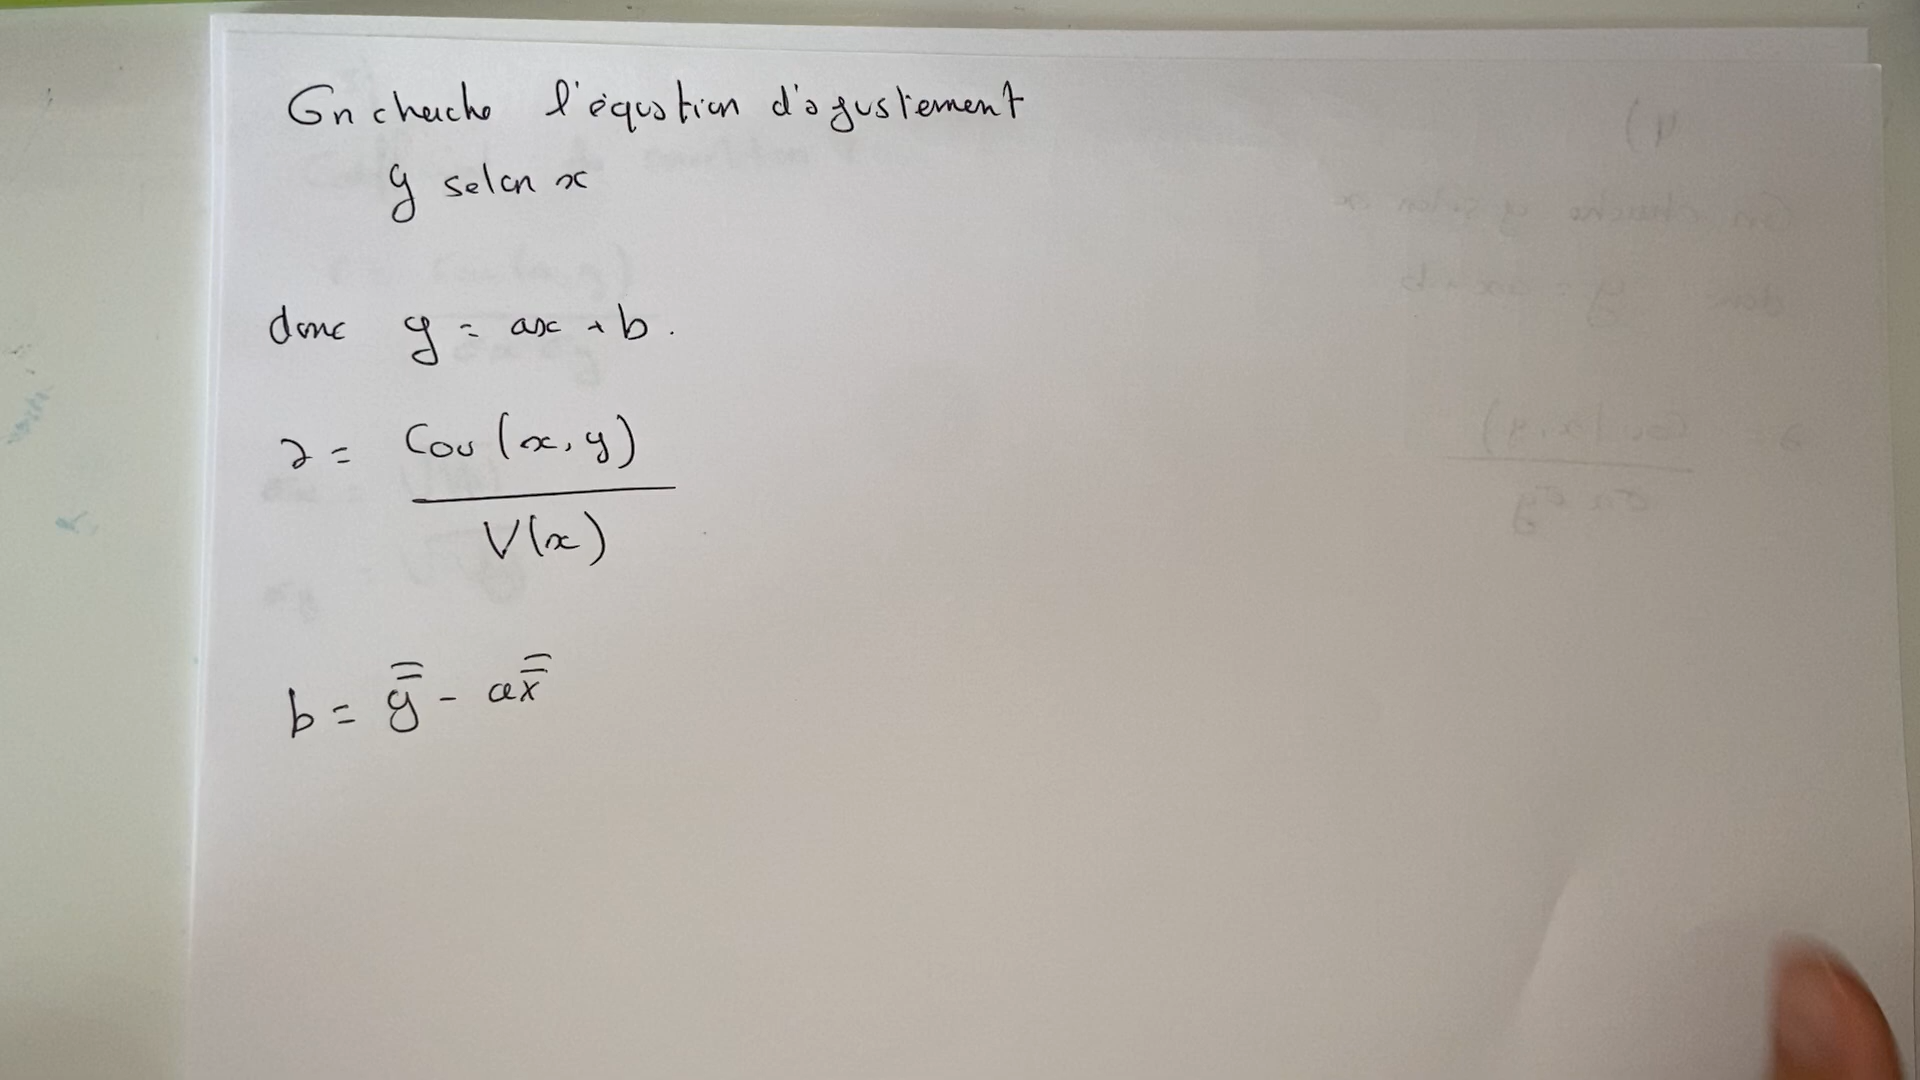 On cherche l'équation d'ajustement
y selon x
donc y = ax + b.
a = Cov(x, y) / V(x)
b = y̿ - ax̿